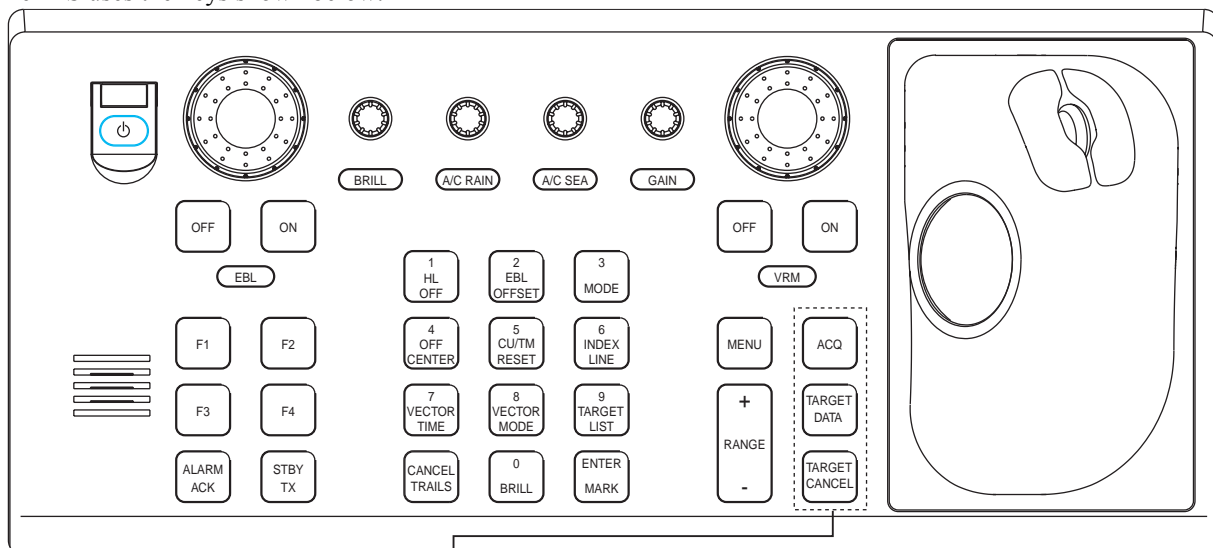 BRILL
A/C RAIN
A/C SEA
GAIN
OFF
ON
EBL
OFF
ON
VRM
1
HL
OFF
2
EBL
OFFSET
3
MODE
F1
F2
4
OFF
CENTER
5
CU/TM
RESET
6
INDEX
LINE
MENU
ACQ
F3
F4
7
VECTOR
TIME
8
VECTOR
MODE
9
TARGET
LIST
+
RANGE
-
TARGET
DATA
ALARM
ACK
STBY
TX
CANCEL
TRAILS
0
BRILL
ENTER
MARK
TARGET
CANCEL